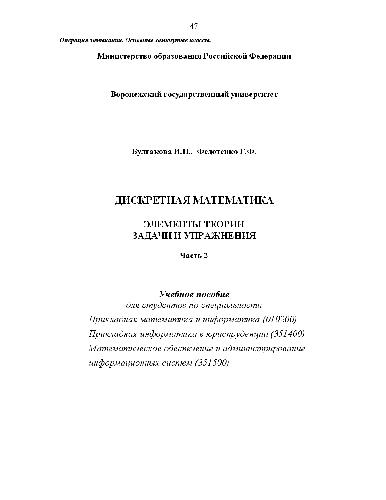 47
Операция замыкания. Основные замкнутые классы.
Министерство образования Российской Федерации
Воронежский государственный университет
Булгакова И.Н., Федотенко Г.Ф.
ДИСКРЕТНАЯ МАТЕМАТИКА
ЭЛЕМЕНТЫ ТЕОРИИ
ЗАДАЧИ И УПРАЖНЕНИЯ
Часть 2
Учебное пособие
для студентов по специальности
Прикладная математика и информатика (010200)
Прикладная информатика в юриспруденции (351400)
Математическое обеспечение и администрирование
информационных систем (351500)